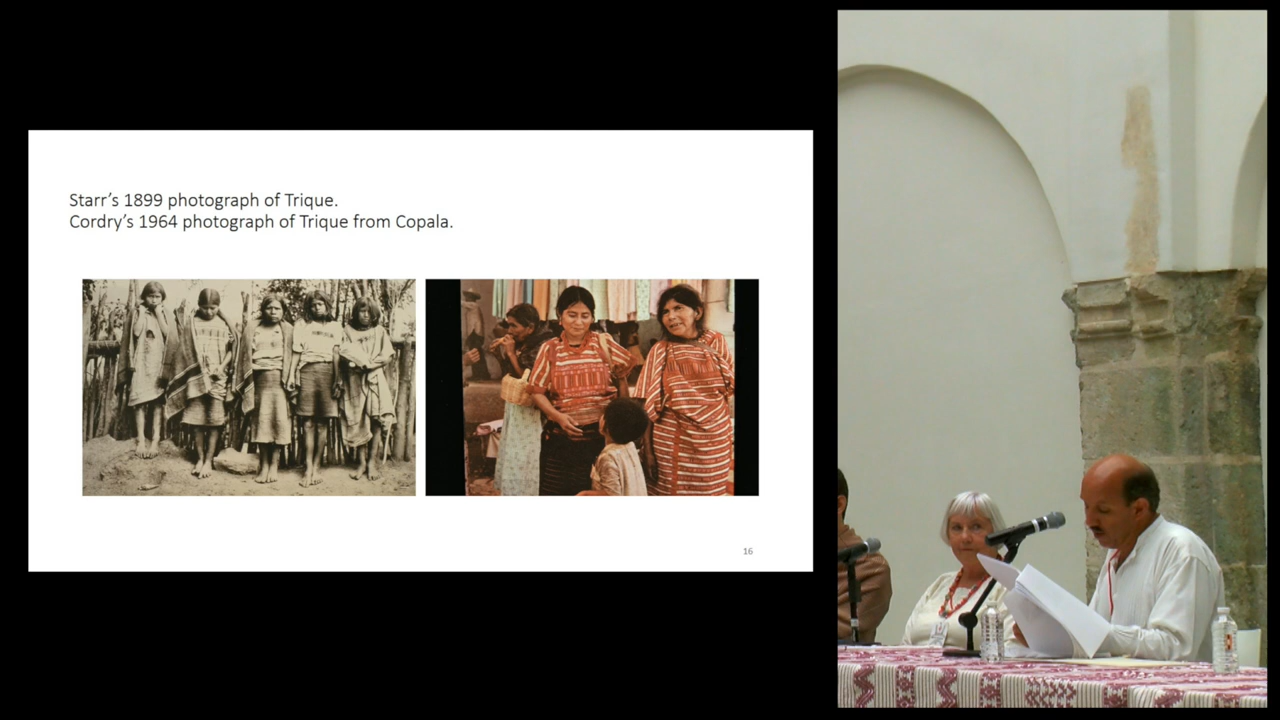 Starr’s 1899 photograph of Trique.
Cordry’s 1964 photograph of Trique from Copala.
16